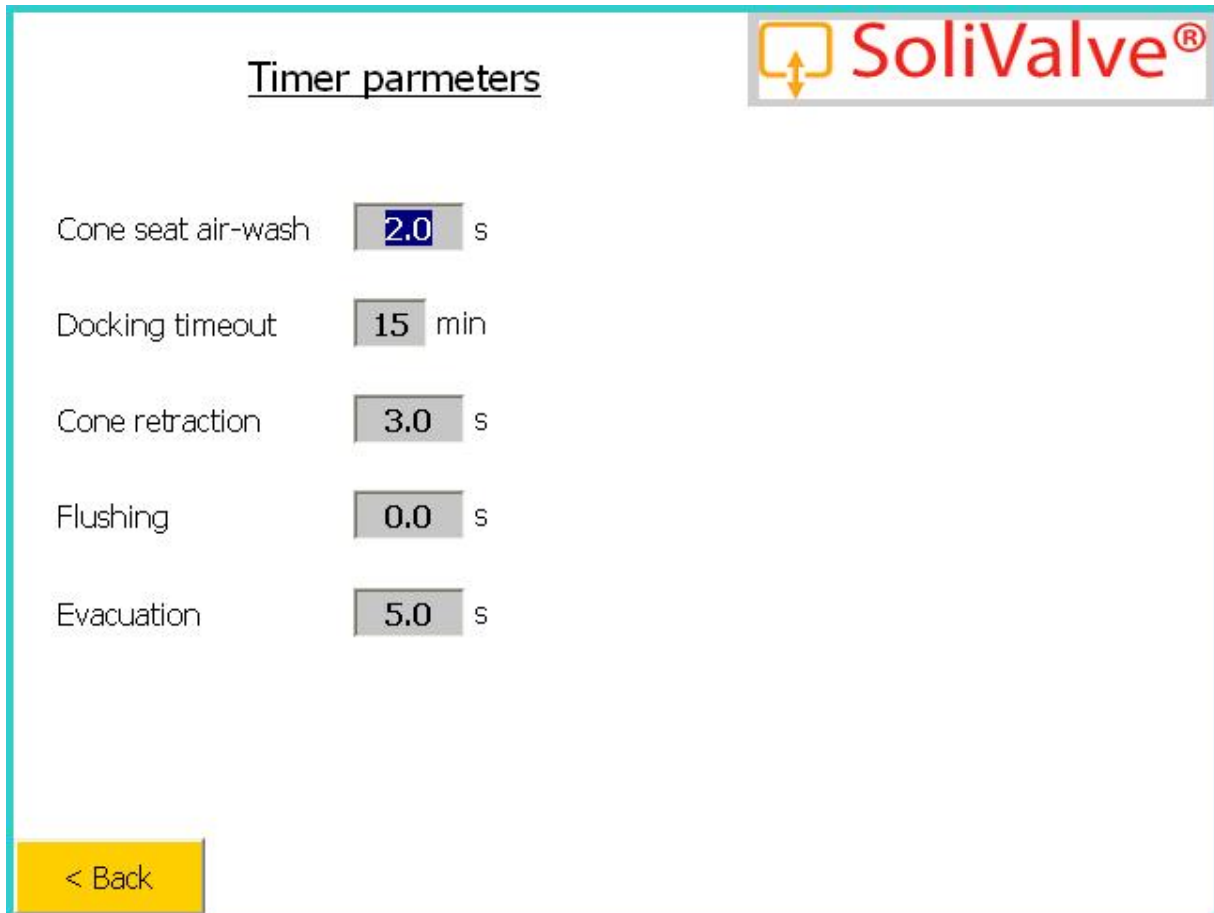 SoliValve®
Timer parmeters
Cone seat air-wash 2.0 s
Docking timeout 15 min
Cone retraction 3.0 s
Flushing 0.0 s
Evacuation 5.0 s
< Back